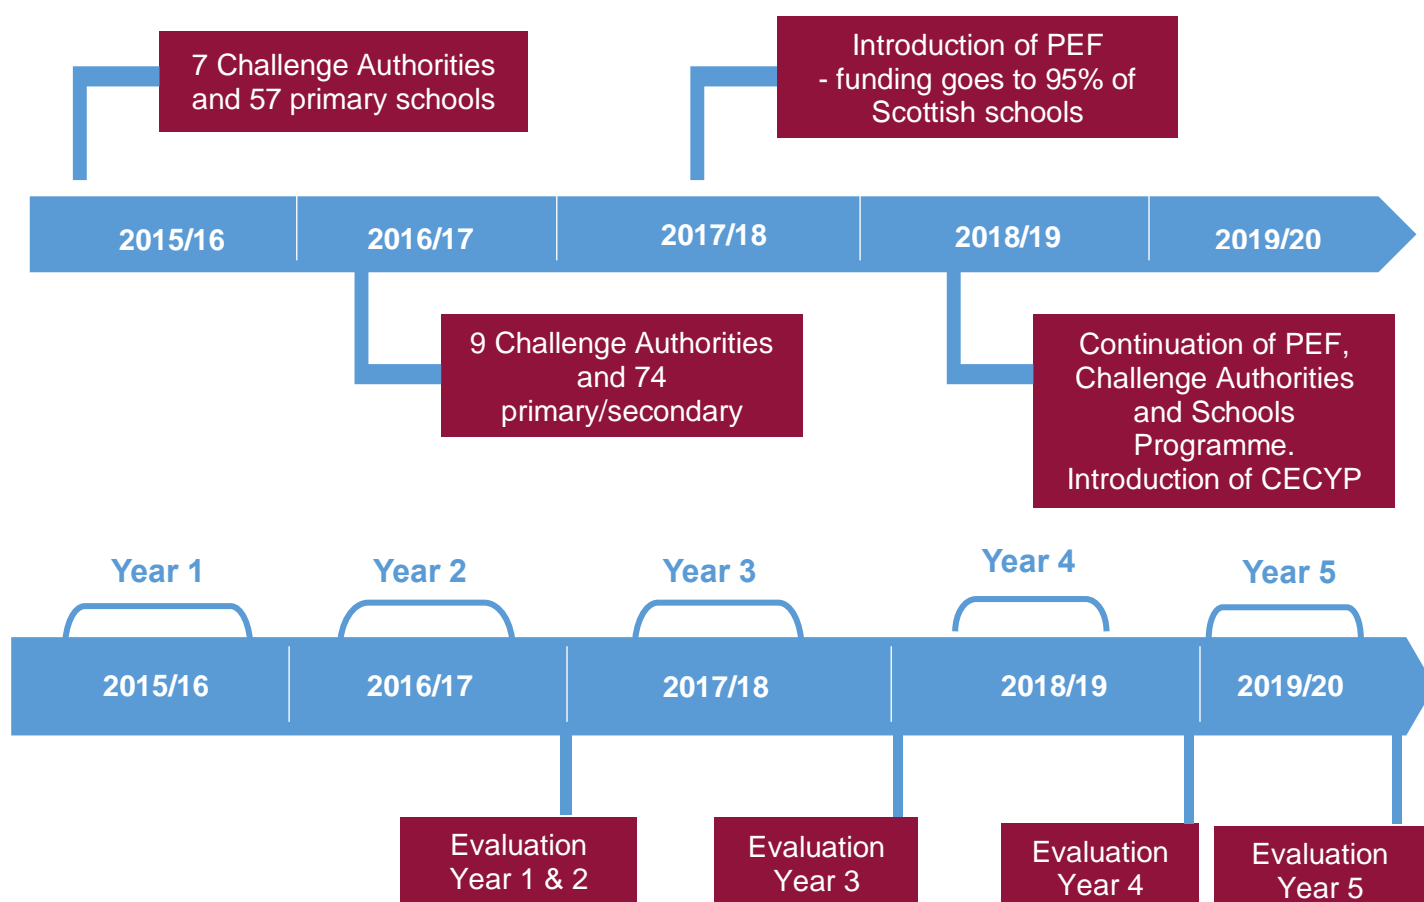 7 Challenge Authorities
and 57 primary schools
Introduction of PEF
- funding goes to 95% of
Scottish schools
2015/16
2016/17
2017/18
2018/19
2019/20
9 Challenge Authorities
and 74
primary/secondary
Continuation of PEF,
Challenge Authorities
and Schools
Programme.
Introduction of CECYP
Year 1
Year 2
Year 3
Year 4
Year 5
2015/16
2016/17
2017/18
2018/19
2019/20
Evaluation
Year 1 & 2
Evaluation
Year 3
Evaluation
Year 4
Evaluation
Year 5